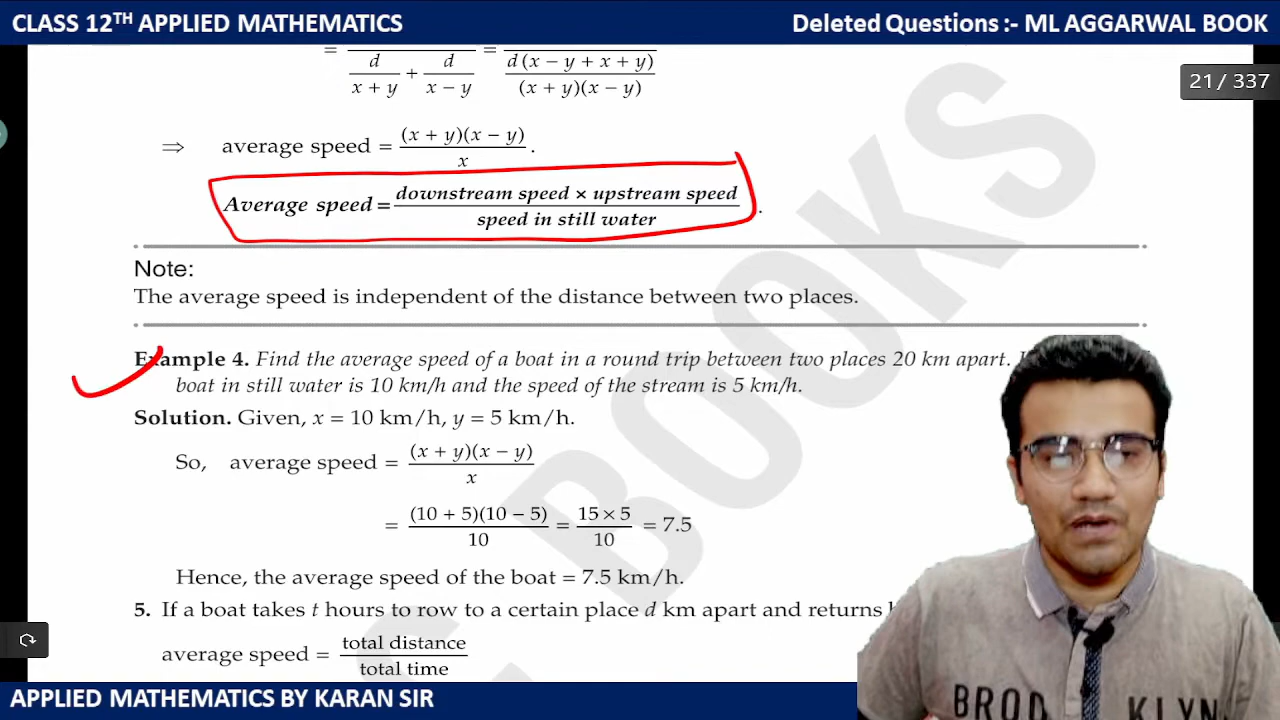 CLASS 12TH APPLIED MATHEMATICS
Deleted Questions :- ML AGGARWAL BOOK
21 / 337
= d/(x + y) + d/(x − y) = d (x − y + x + y)/((x + y)(x − y))
⇒ average speed = (x + y)(x − y)/x .
Average speed = downstream speed × upstream speed/speed in still water .
Note:
The average speed is independent of the distance between two places.
Example 4. Find the average speed of a boat in a round trip between two places 20 km apart.
boat in still water is 10 km/h and the speed of the stream is 5 km/h.
Solution. Given, x = 10 km/h, y = 5 km/h.
So, average speed = (x + y)(x − y)/x
= (10 + 5)(10 − 5)/10 = 15 × 5/10 = 7.5
Hence, the average speed of the boat = 7.5 km/h.
5. If a boat takes t hours to row to a certain place d km apart and returns
average speed = total distance/total time
BOOKS
BROOKLYN
APPLIED MATHEMATICS BY KARAN SIR